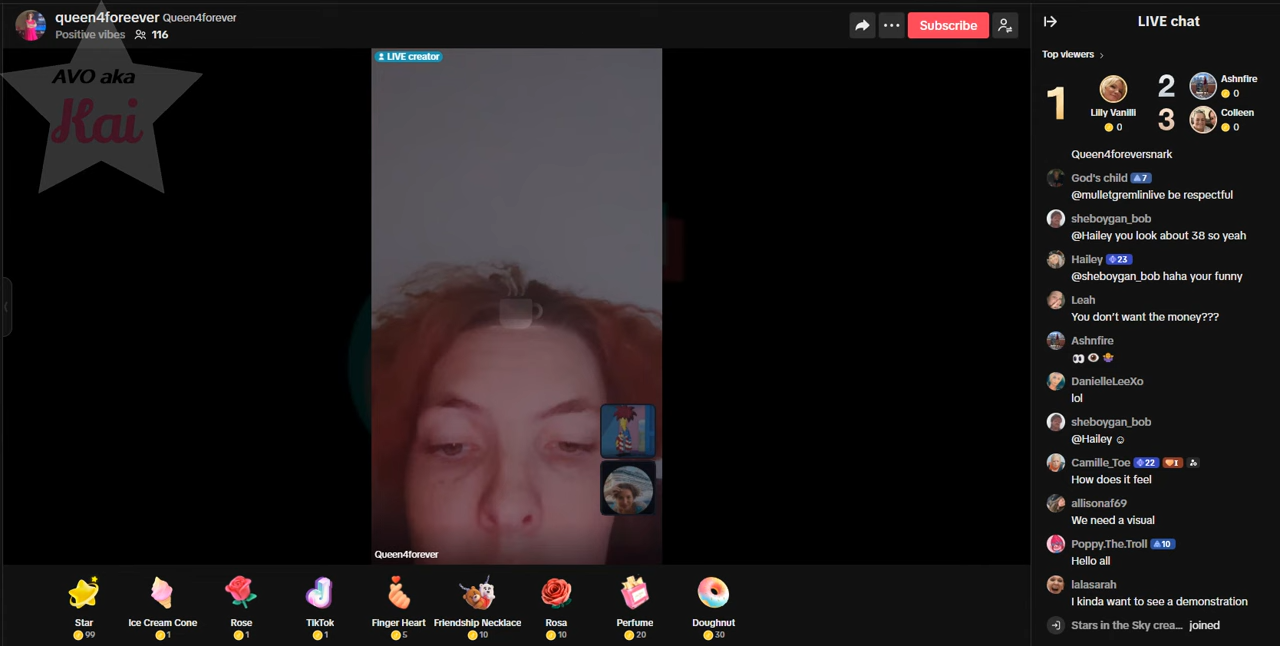 queen4foreever Queen4forever
Positive vibes 116
Subscribe
AVO aka
Kai
LIVE creator
Queen4forever
Star
99
Ice Cream Cone
1
Rose
1
TikTok
1
Finger Heart
5
Friendship Necklace
10
Rosa
10
Perfume
20
Doughnut
30
LIVE chat
Top viewers
1
Lilly Vanilli
0
2
Ashnfire
0
3
Colleen
0
Queen4foreversnark
God's child 7
@mulletgremlinlive be respectful
sheboygan_bob
@Hailey you look about 38 so yeah
Hailey 23
@sheboygan_bob haha your funny
Leah
You don't want the money???
Ashnfire
👀 👁️ 🤷
DanielleLeeXo
lol
sheboygan_bob
@Hailey ☺
Camille_Toe 22 I
How does it feel
allisonaf69
We need a visual
Poppy.The.Troll 10
Hello all
lalasarah
I kinda want to see a demonstration
Stars in the Sky crea... joined